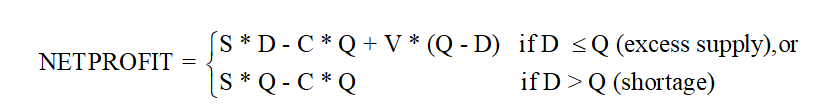 NETPROFIT = { S * D - C * Q + V * (Q - D) if D ≤ Q (excess supply), or
S * Q - C * Q if D > Q (shortage)